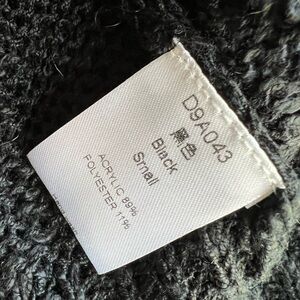 D9A043
黑色
Black
Small
ACRYLIC 89%
POLYESTER 11%